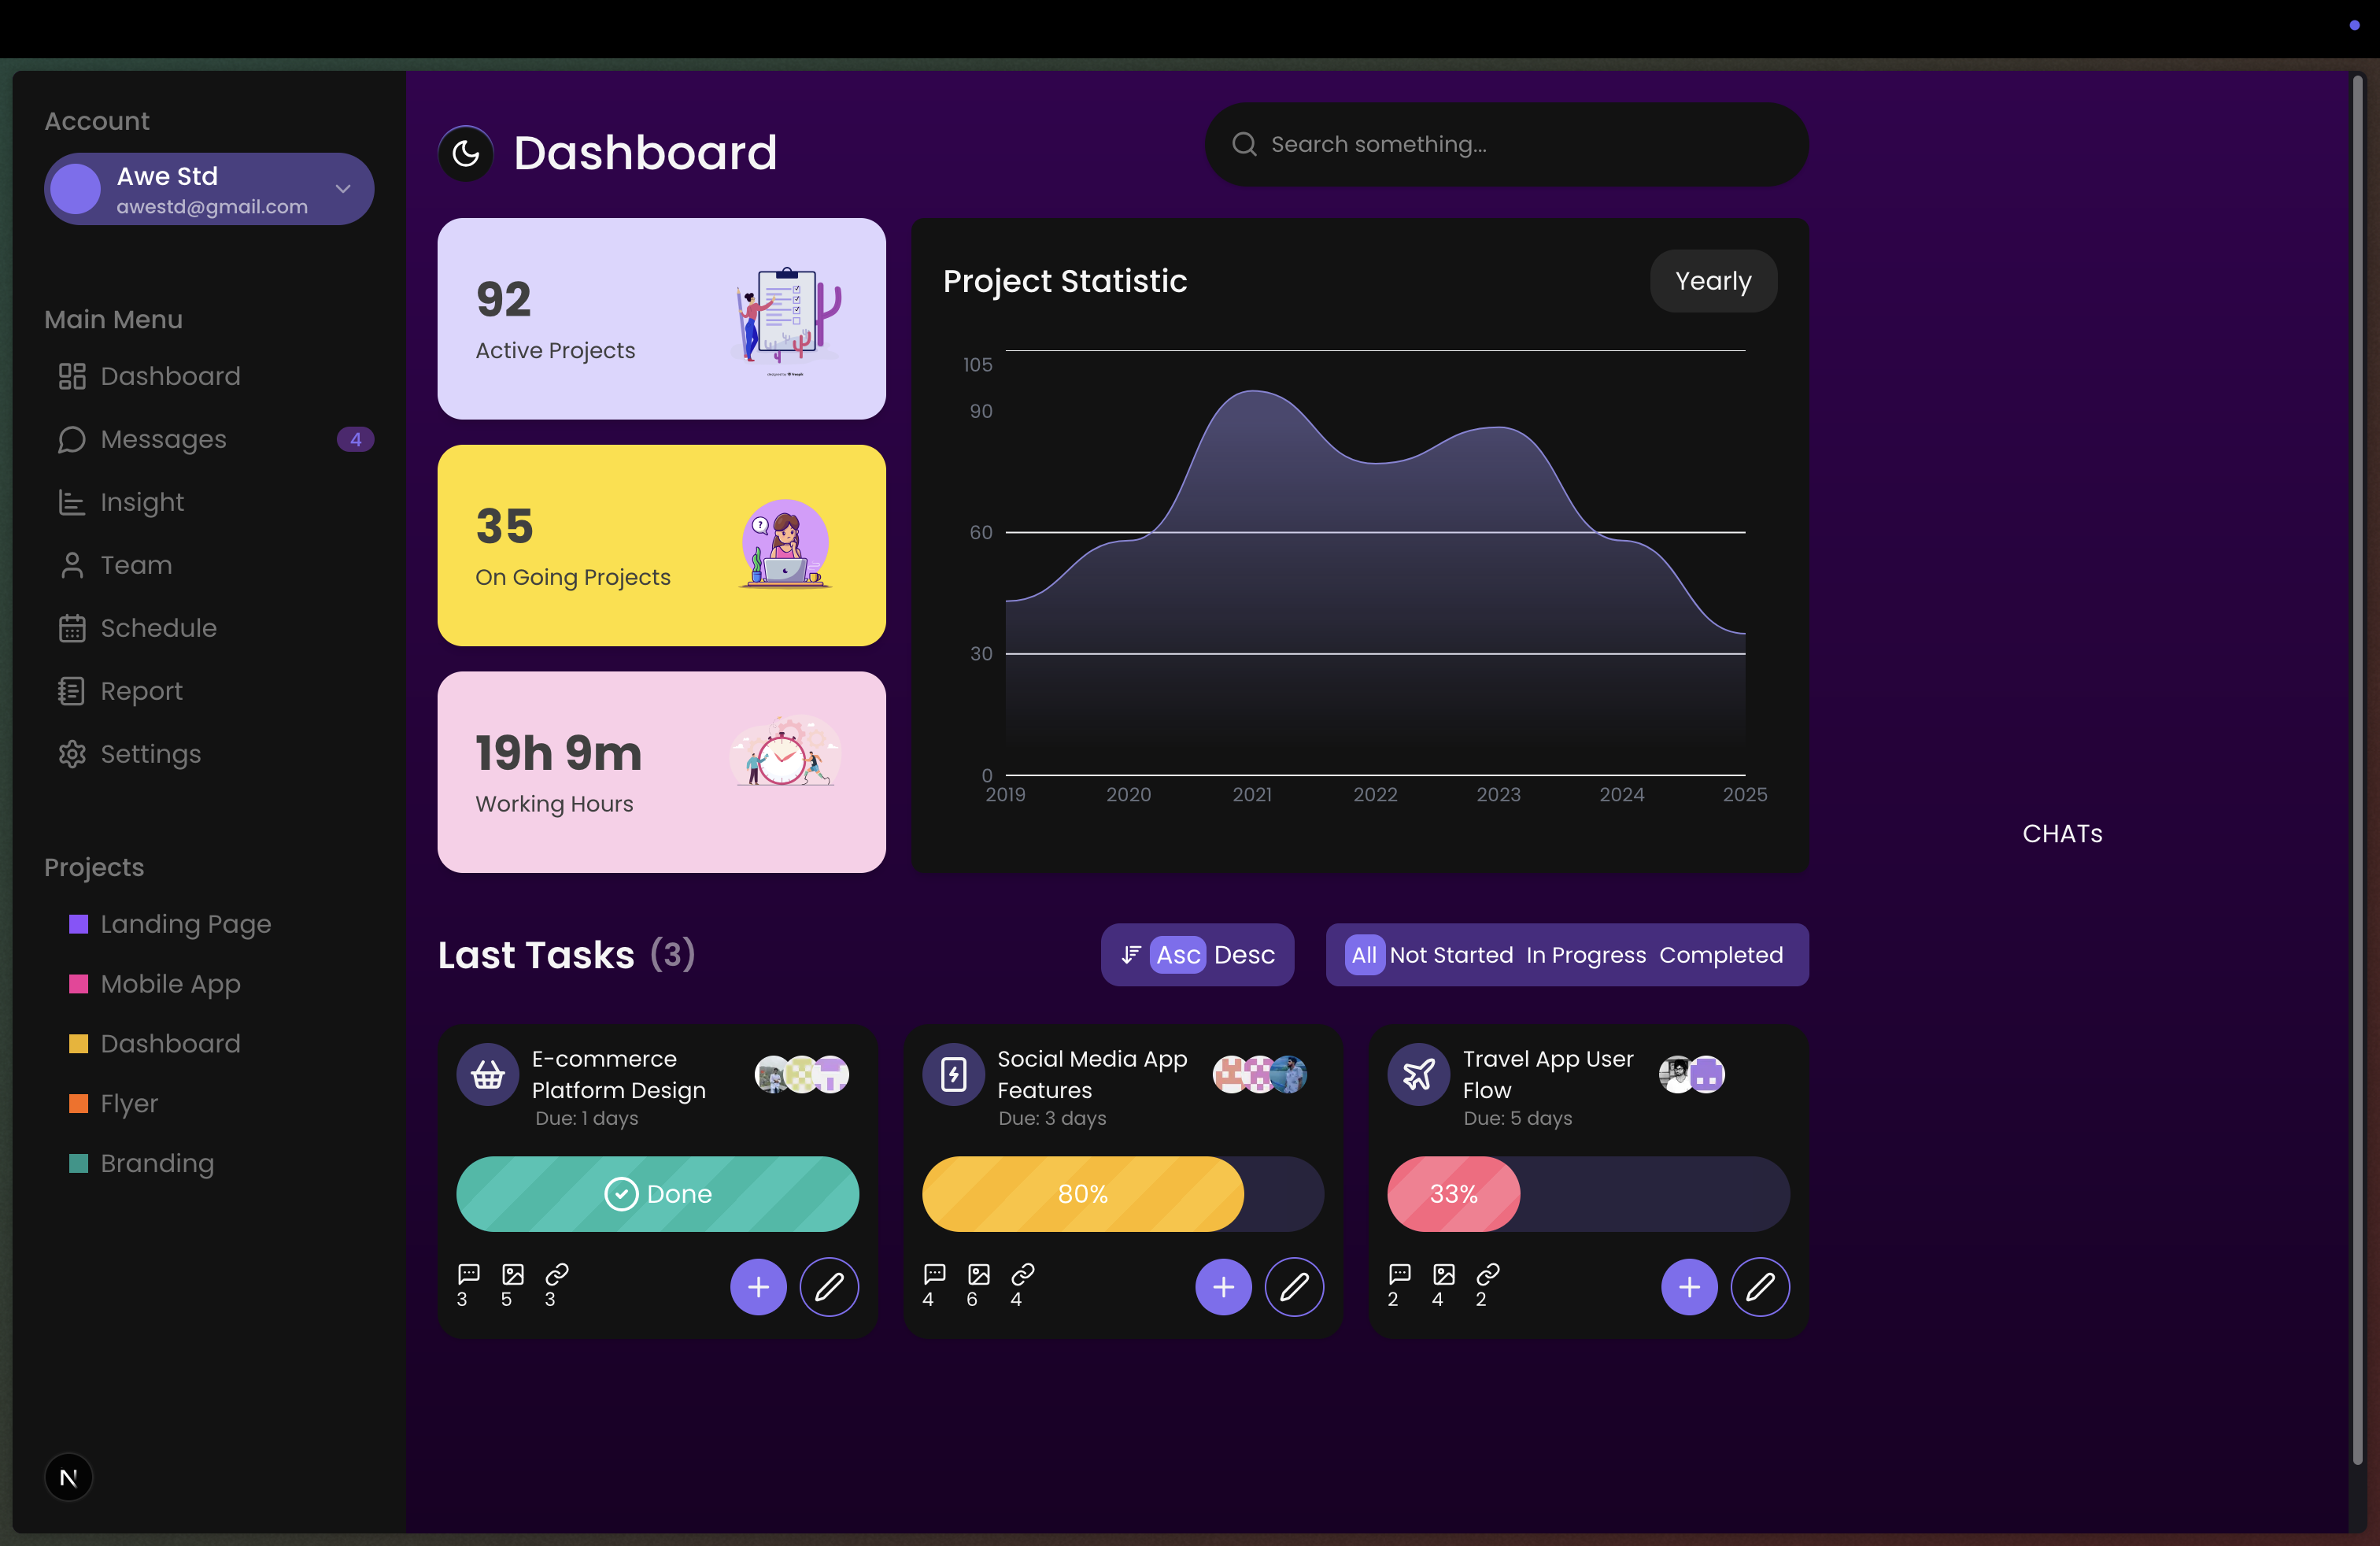 Account
Awe Std
awestd@gmail.com
Main Menu
Dashboard
Messages 4
Insight
Team
Schedule
Report
Settings
Projects
Landing Page
Mobile App
Dashboard
Flyer
Branding
N
Dashboard
Search something...
92
Active Projects
35
?
On Going Projects
19h 9m
Working Hours
Project Statistic
Yearly
105
90
60
30
0
2019 2020 2021 2022 2023 2024 2025
CHATs
Last Tasks (3)
Asc Desc
All Not Started In Progress Completed
E-commerce
Platform Design
Due: 1 days
Done
3 5 3
Social Media App
Features
Due: 3 days
80%
4 6 4
Travel App User
Flow
Due: 5 days
33%
2 4 2